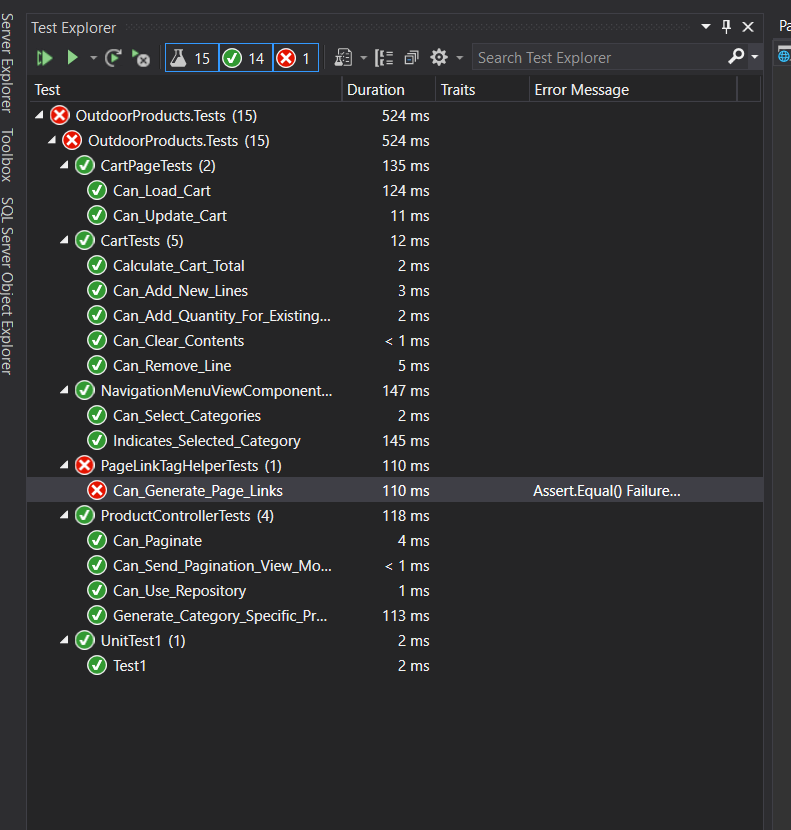 Server Explorer
Toolbox
SQL Server Object Explorer
Test Explorer
Pa
15 14 1 Search Test Explorer
Test Duration Traits Error Message
OutdoorProducts.Tests (15) 524 ms
OutdoorProducts.Tests (15) 524 ms
CartPageTests (2) 135 ms
Can_Load_Cart 124 ms
Can_Update_Cart 11 ms
CartTests (5) 12 ms
Calculate_Cart_Total 2 ms
Can_Add_New_Lines 3 ms
Can_Add_Quantity_For_Existing... 2 ms
Can_Clear_Contents < 1 ms
Can_Remove_Line 5 ms
NavigationMenuViewComponent... 147 ms
Can_Select_Categories 2 ms
Indicates_Selected_Category 145 ms
PageLinkTagHelperTests (1) 110 ms
Can_Generate_Page_Links 110 ms Assert.Equal() Failure...
ProductControllerTests (4) 118 ms
Can_Paginate 4 ms
Can_Send_Pagination_View_Mo... < 1 ms
Can_Use_Repository 1 ms
Generate_Category_Specific_Pr... 113 ms
UnitTest1 (1) 2 ms
Test1 2 ms